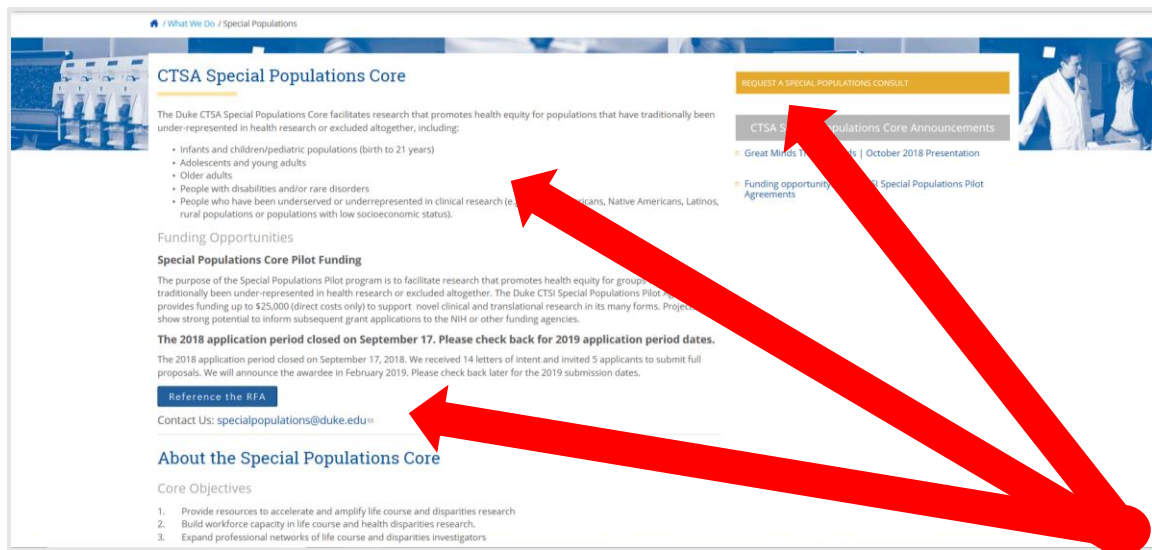 / What We Do / Special Populations
CTSA Special Populations Core
The Duke CTSA Special Populations Core facilitates research that promotes health equity for populations that have traditionally been
under-represented in health research or excluded altogether, including:
• Infants and children/pediatric populations (birth to 21 years)
• Adolescents and young adults
• Older adults
• People with disabilities and/or rare disorders
• People who have been underserved or underrepresented in clinical research (e. ricans, Native Americans, Latinos,
rural populations or populations with low socioeconomic status).
Funding Opportunities
Special Populations Core Pilot Funding
The purpose of the Special Populations Pilot program is to facilitate research that promotes health equity for groups
traditionally been under-represented in health research or excluded altogether. The Duke CTSI Special Populations Pilot
provides funding up to $25,000 (direct costs only) to support novel clinical and translational research in its many forms. Project
show strong potential to inform subsequent grant applications to the NIH or other funding agencies.
The 2018 application period closed on September 17. Please check back for 2019 application period dates.
The 2018 application period closed on September 17, 2018. We received 14 letters of intent and invited 5 applicants to submit full
proposals. We will announce the awardee in February 2019. Please check back later for the 2019 submission dates.
Reference the RFA
Contact Us: specialpopulations@duke.edu
About the Special Populations Core
Core Objectives
1. Provide resources to accelerate and amplify life course and disparities research
2. Build workforce capacity in life course and health disparities research.
3. Expand professional networks of life course and disparities investigators
REQUEST A SPECIAL POPULATIONS CONSULT
CTSA S pulations Core Announcements
Great Minds T ds | October 2018 Presentation
Funding opportunity SI Special Populations Pilot
Agreements